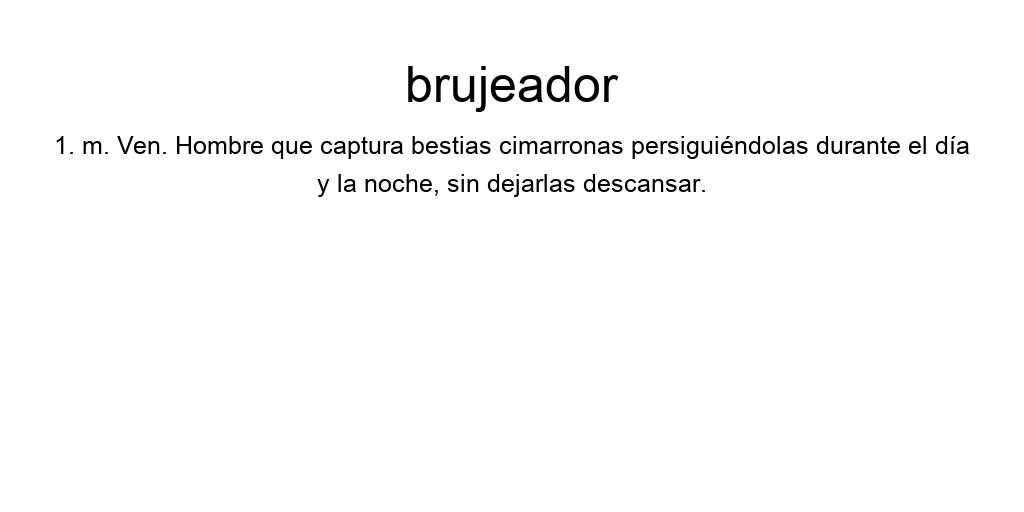 brujeador
1. m. Ven. Hombre que captura bestias cimarronas persiguiéndolas durante el día
y la noche, sin dejarlas descansar.